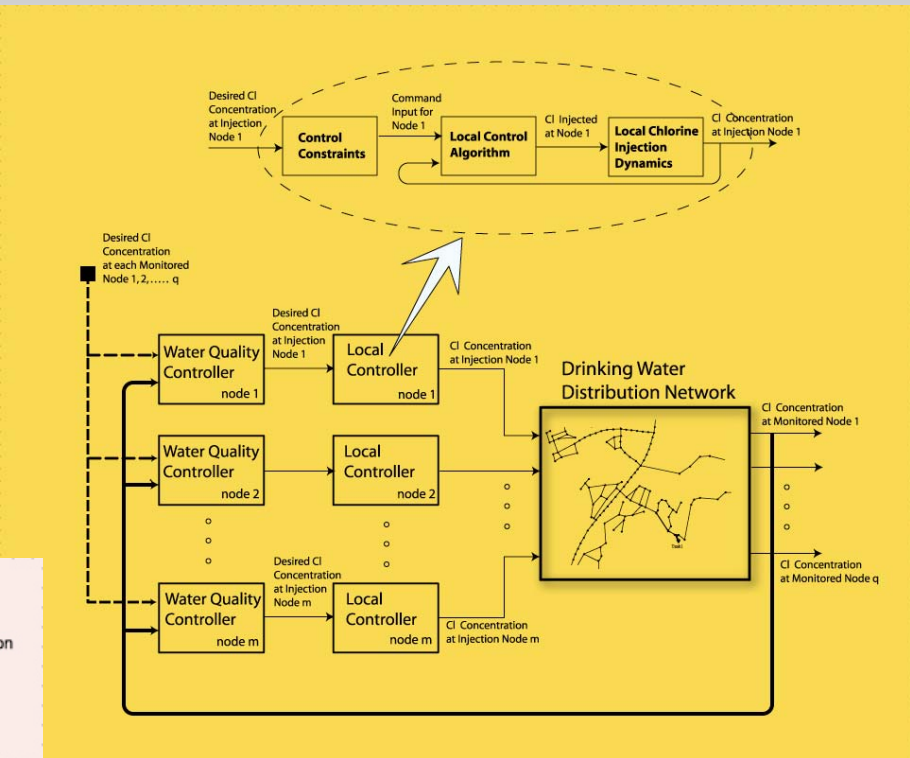 Desired Cl
Concentration
at Injection
Node 1
Control
Constraints
Command
Input for
Node 1
Local Control
Algorithm
Cl Injected
at Node 1
Local Chlorine
Injection
Dynamics
Cl Concentration
at Injection Node 1
Desired Cl
Concentration
at each Monitored
Node 1, 2,..... q
Water Quality
Controller
node 1
Desired Cl
Concentration
at Injection
Node 1
Local
Controller
node 1
Cl Concentration
at Injection Node 1
Drinking Water
Distribution Network
Cl Concentration
at Monitored Node 1
Water Quality
Controller
node 2
Local
Controller
node 2
Cl Concentration
at Monitored Node q
Water Quality
Controller
node m
Desired Cl
Concentration
at Injection
Node m
Local
Controller
node m
Cl Concentration
at Injection Node m